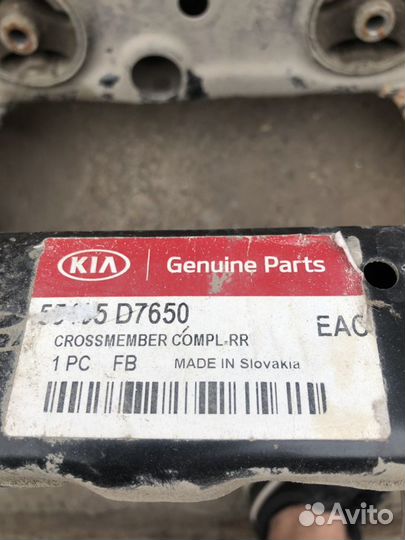 KIA Genuine Parts
D7650
EAC
CROSSMEMBER COMPL-RR
1 PC FB MADE IN Slovakia
Avito